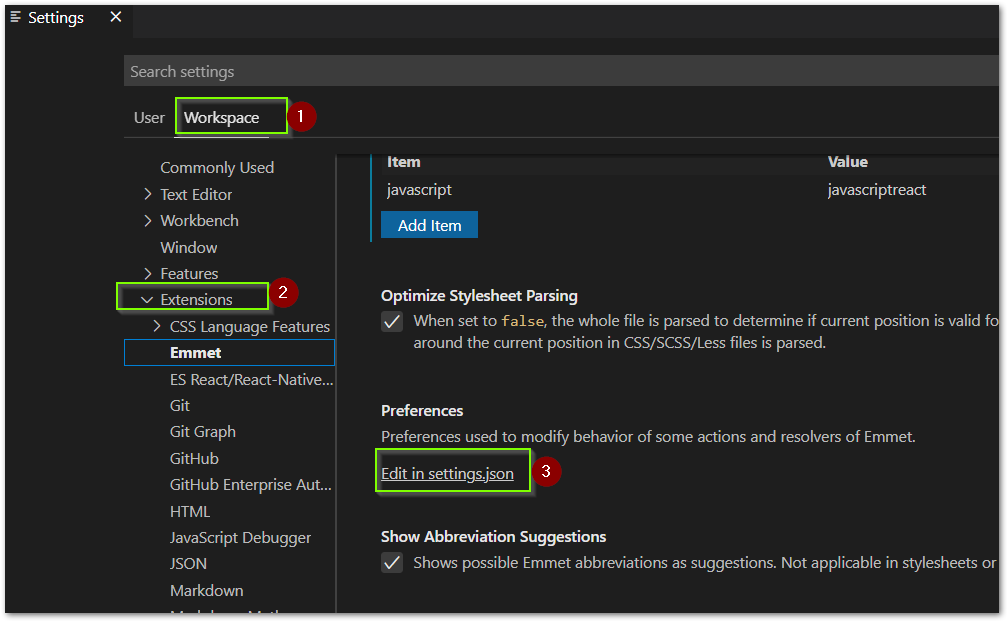 Settings
Search settings
User
Workspace
1
Commonly Used
Text Editor
Workbench
Window
Features
Extensions
2
CSS Language Features
Emmet
ES React/React-Native...
Git
Git Graph
GitHub
GitHub Enterprise Aut...
HTML
JavaScript Debugger
JSON
Markdown
Item Value
javascript javascriptreact
Add Item
Optimize Stylesheet Parsing
When set to false, the whole file is parsed to determine if current position is valid fo
around the current position in CSS/SCSS/Less files is parsed.
Preferences
Preferences used to modify behavior of some actions and resolvers of Emmet.
Edit in settings.json
3
Show Abbreviation Suggestions
Shows possible Emmet abbreviations as suggestions. Not applicable in stylesheets or